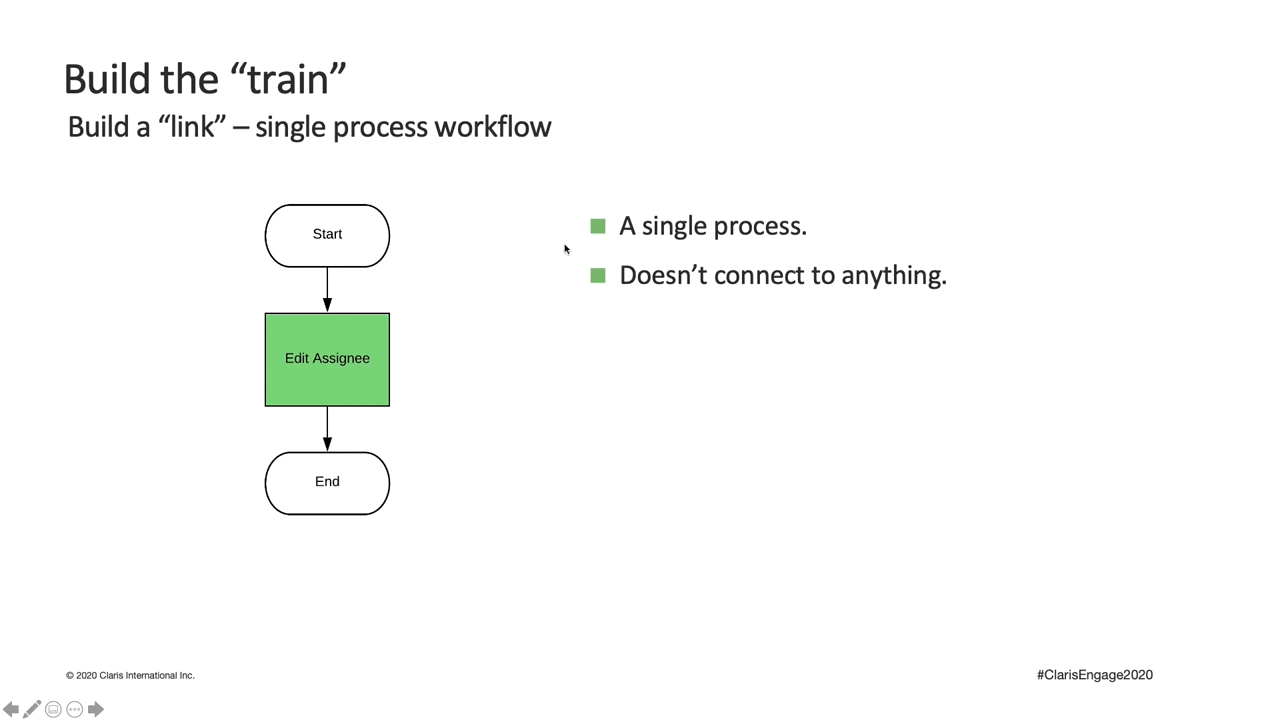 Build the “train”
Build a “link” – single process workflow
Start
Edit Assignee
End
A single process.
Doesn’t connect to anything.
© 2020 Claris International Inc.
#ClarisEngage2020